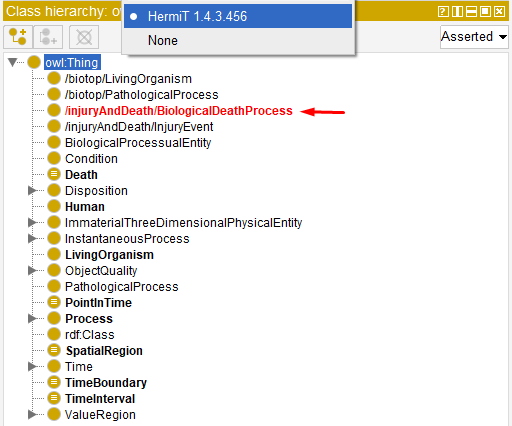 Class hierarchy: ow
HermiT 1.4.3.456
None
Asserted
owl:Thing
/biotop/LivingOrganism
/biotop/PathologicalProcess
/injuryAndDeath/BiologicalDeathProcess
/injuryAndDeath/InjuryEvent
BiologicalProcessualEntity
Condition
Death
Disposition
Human
ImmaterialThreeDimensionalPhysicalEntity
InstantaneousProcess
LivingOrganism
ObjectQuality
PathologicalProcess
PointInTime
Process
rdf:Class
SpatialRegion
Time
TimeBoundary
TimeInterval
ValueRegion